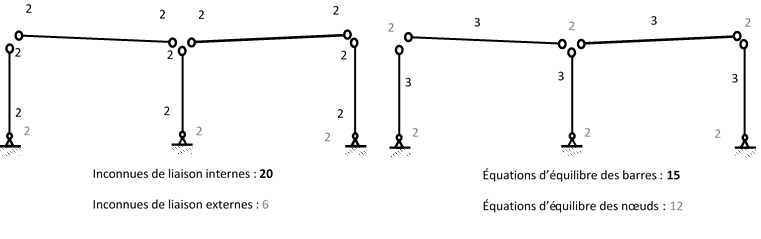 2 2 2 2
2 2 2
2 2 2
2 2 2
2 3 2 3 2
3 3 3
2 2 2
Inconnues de liaison internes : 20
Inconnues de liaison externes : 6
Équations d'équilibre des barres : 15
Équations d'équilibre des nœuds : 12